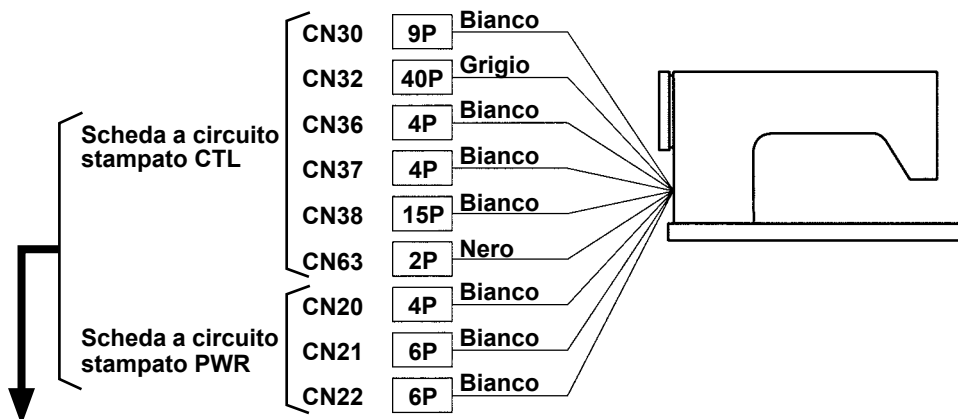 CN30 9P Bianco
CN32 40P Grigio
CN36 4P Bianco
Scheda a circuito
stampato CTL
CN37 4P Bianco
CN38 15P Bianco
CN63 2P Nero
CN20 4P Bianco
Scheda a circuito
stampato PWR
CN21 6P Bianco
CN22 6P Bianco